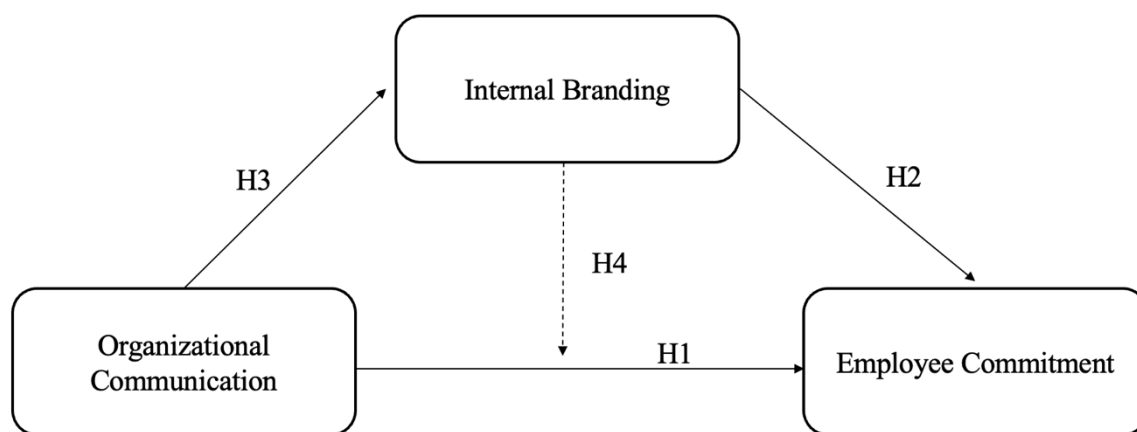 Internal Branding
H3
H2
H4
Organizational
Communication
H1
Employee Commitment